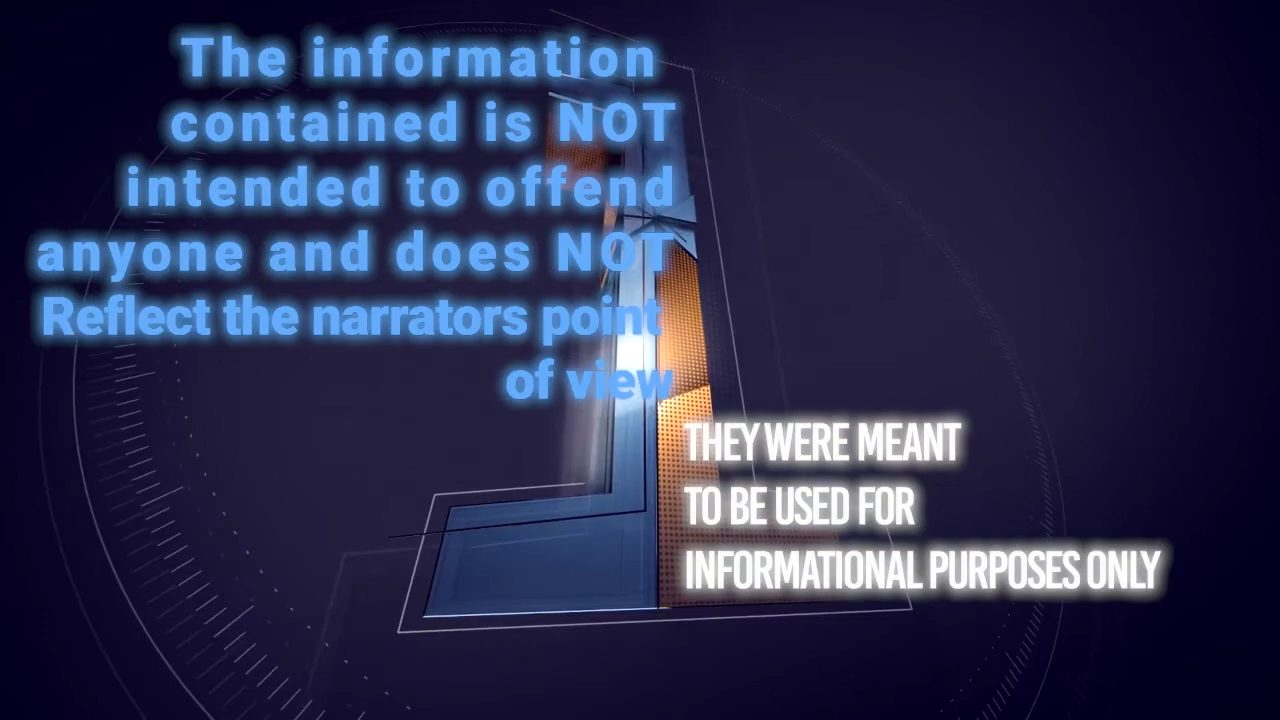 The information
contained is NOT
intended to offend
anyone and does NOT
Reflect the narrators point
of view
THEY WERE MEANT
TO BE USED FOR
INFORMATIONAL PURPOSES ONLY